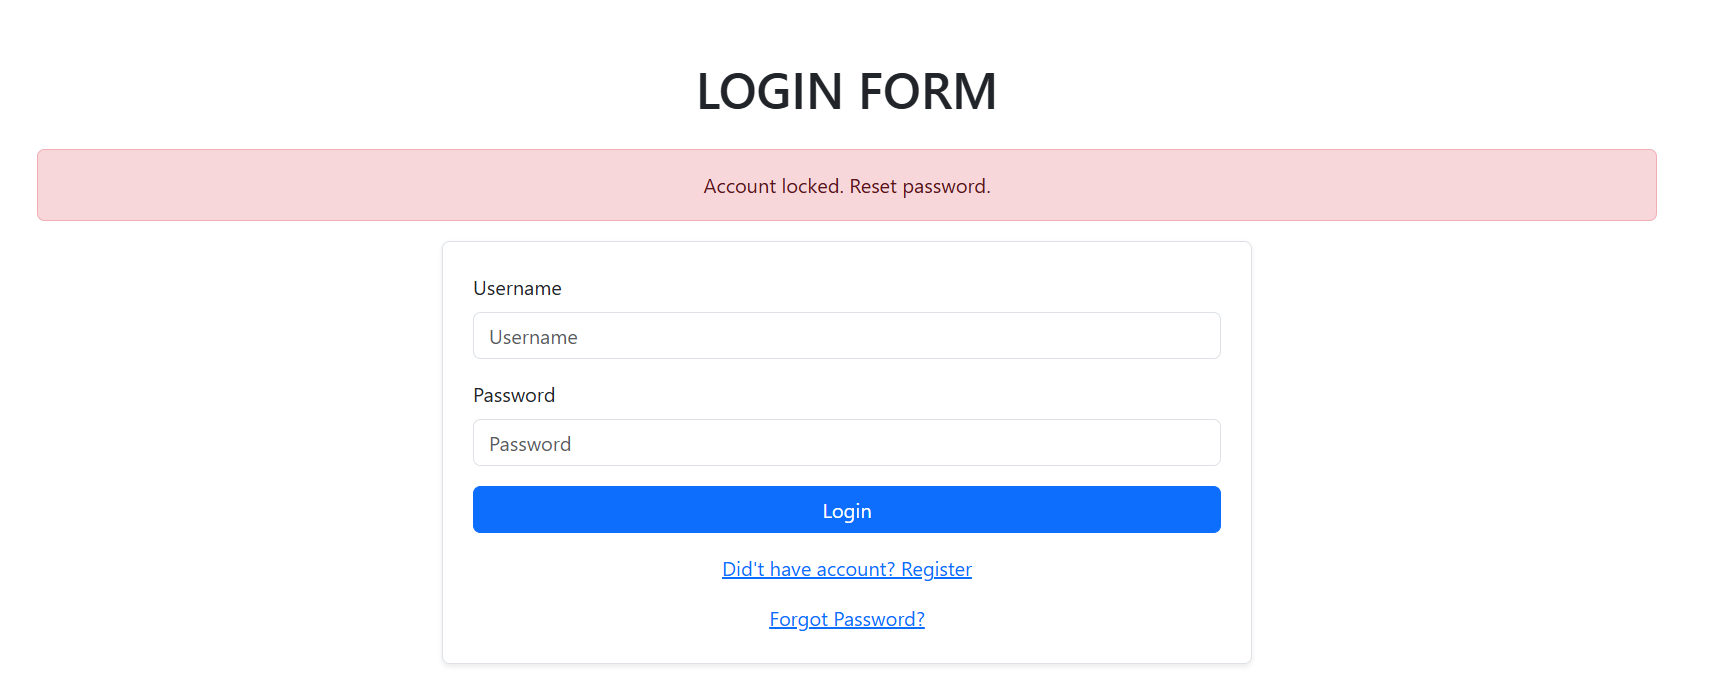 LOGIN FORM
Account locked. Reset password.
Username
Username
Password
Password
Login
Did't have account? Register
Forgot Password?